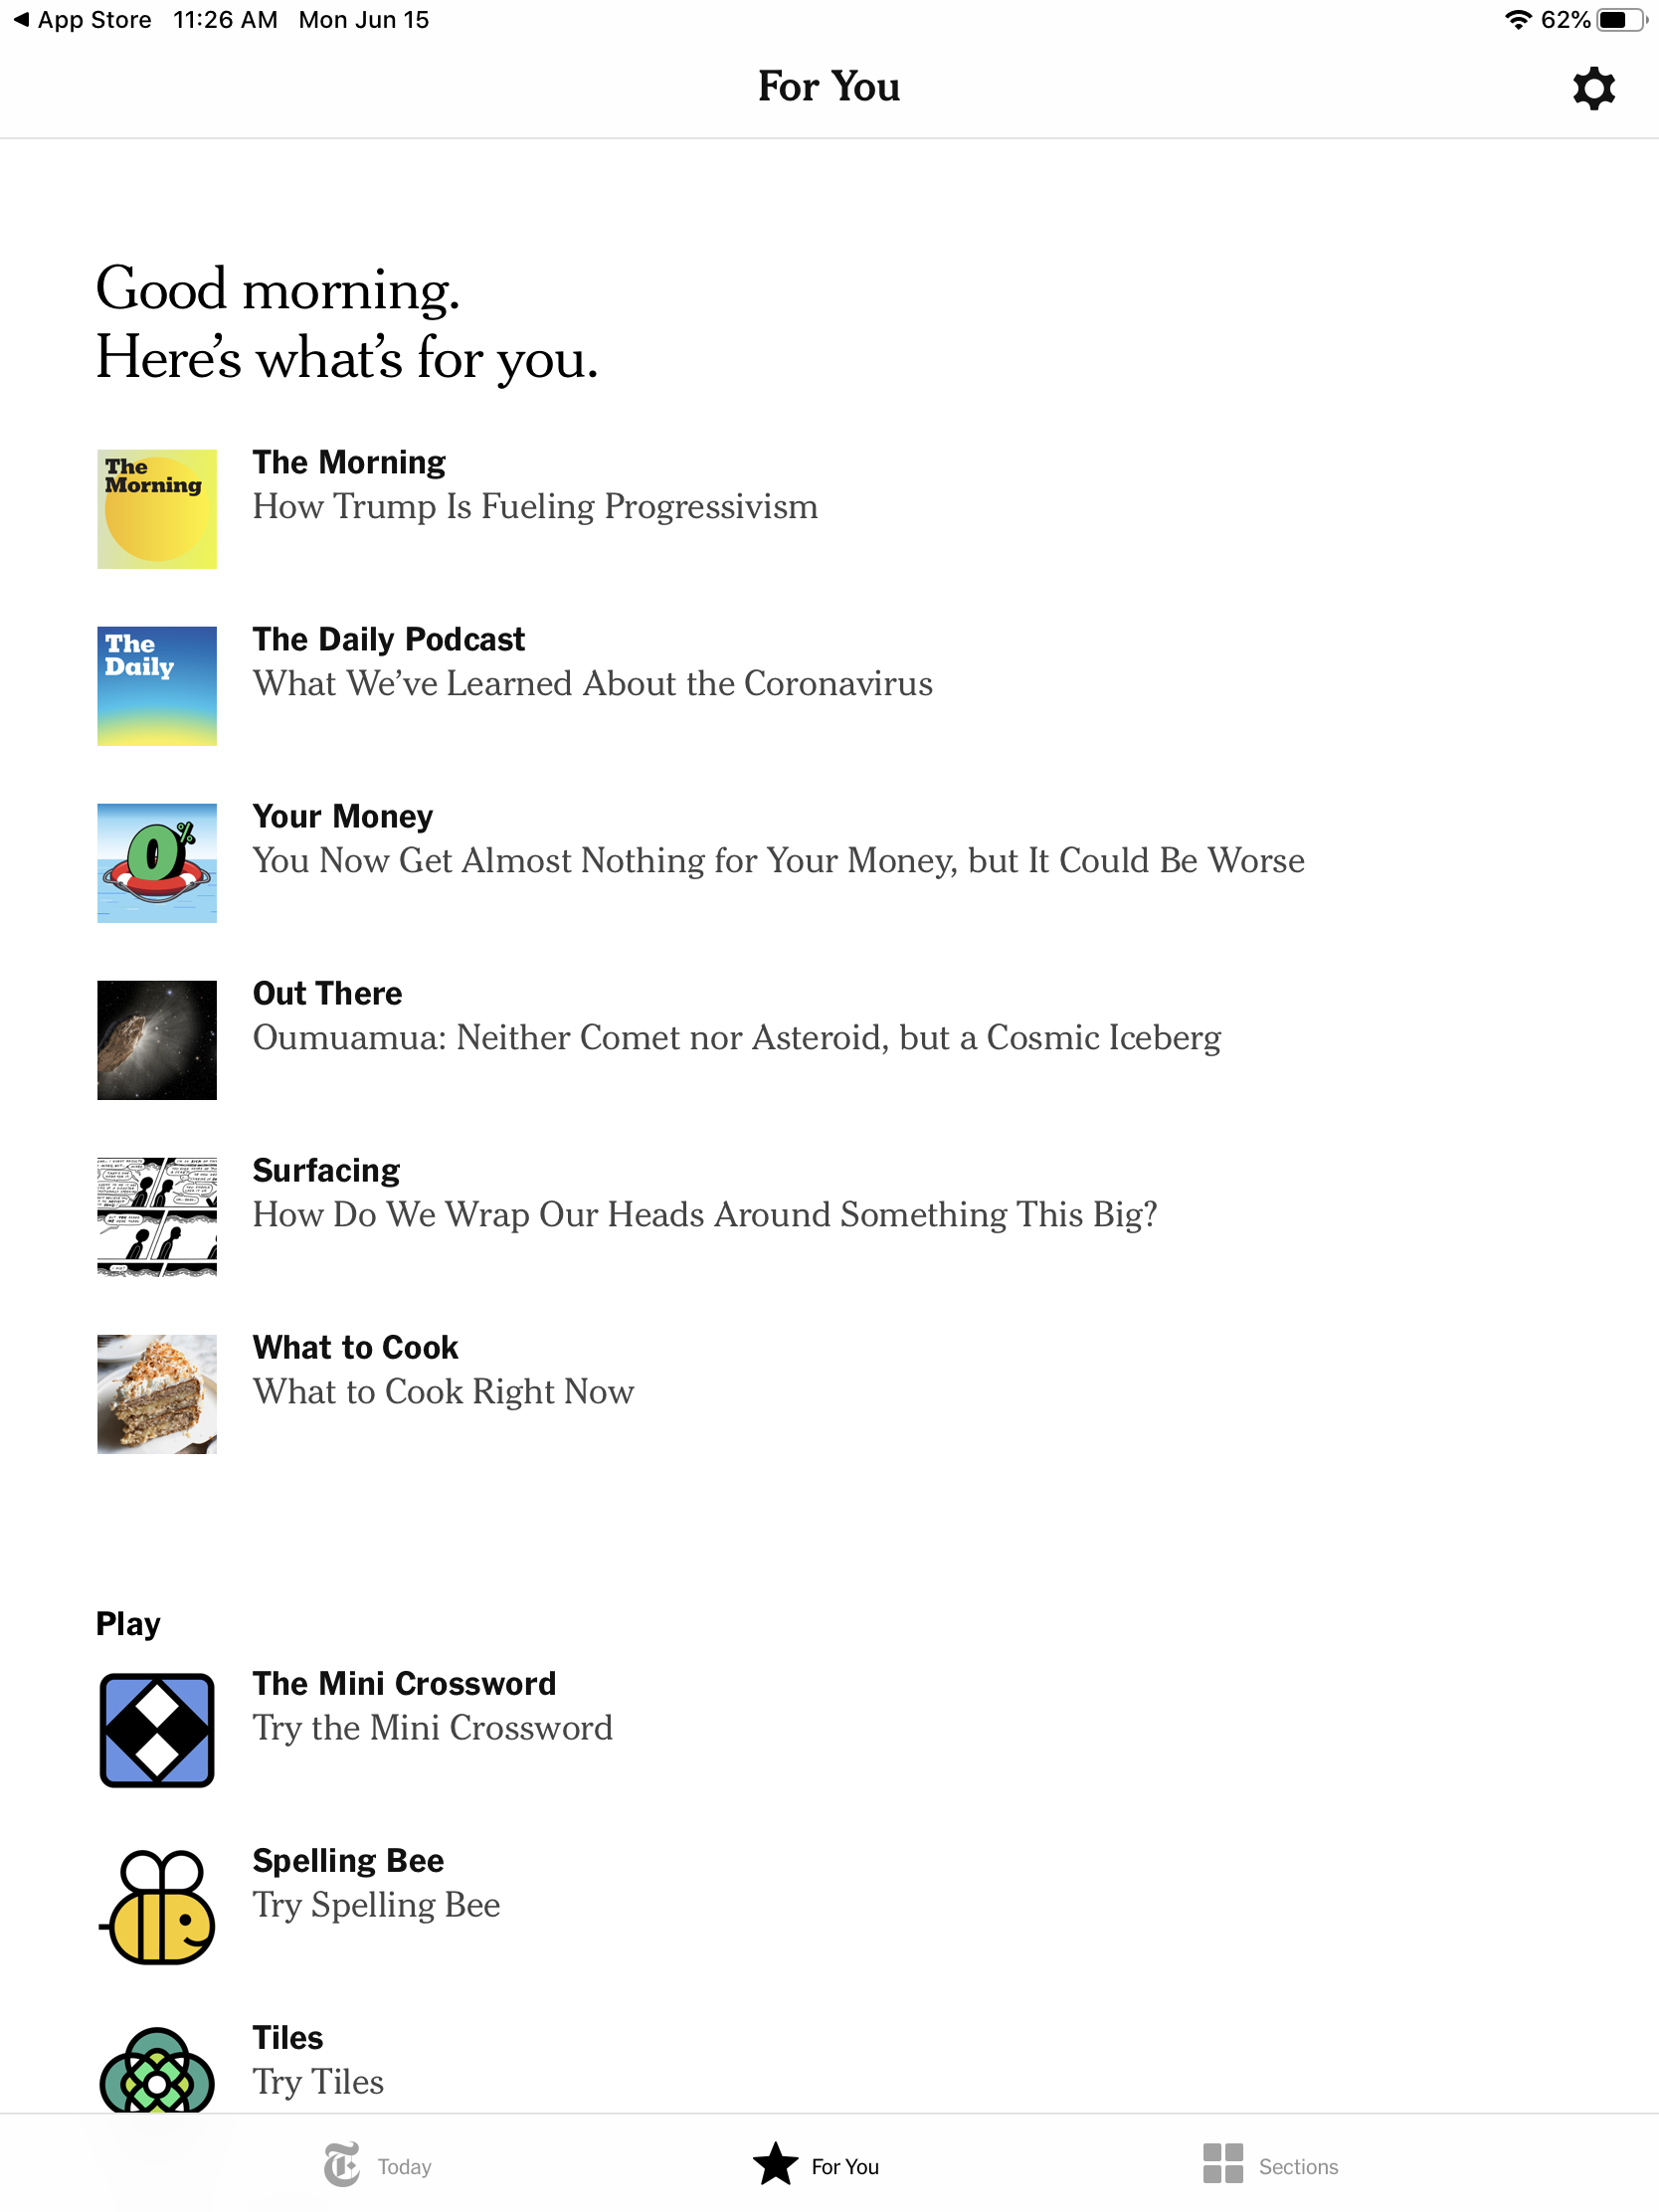 App Store 11:26 AM Mon Jun 15 62%
For You
Good morning.
Here’s what’s for you.
The
Morning
The Morning
How Trump Is Fueling Progressivism
The
Daily
The Daily Podcast
What We’ve Learned About the Coronavirus
0%
Your Money
You Now Get Almost Nothing for Your Money, but It Could Be Worse
Out There
Oumuamua: Neither Comet nor Asteroid, but a Cosmic Iceberg
Surfacing
How Do We Wrap Our Heads Around Something This Big?
What to Cook
What to Cook Right Now
Play
The Mini Crossword
Try the Mini Crossword
Spelling Bee
Try Spelling Bee
Tiles
Try Tiles
T Today For You Sections